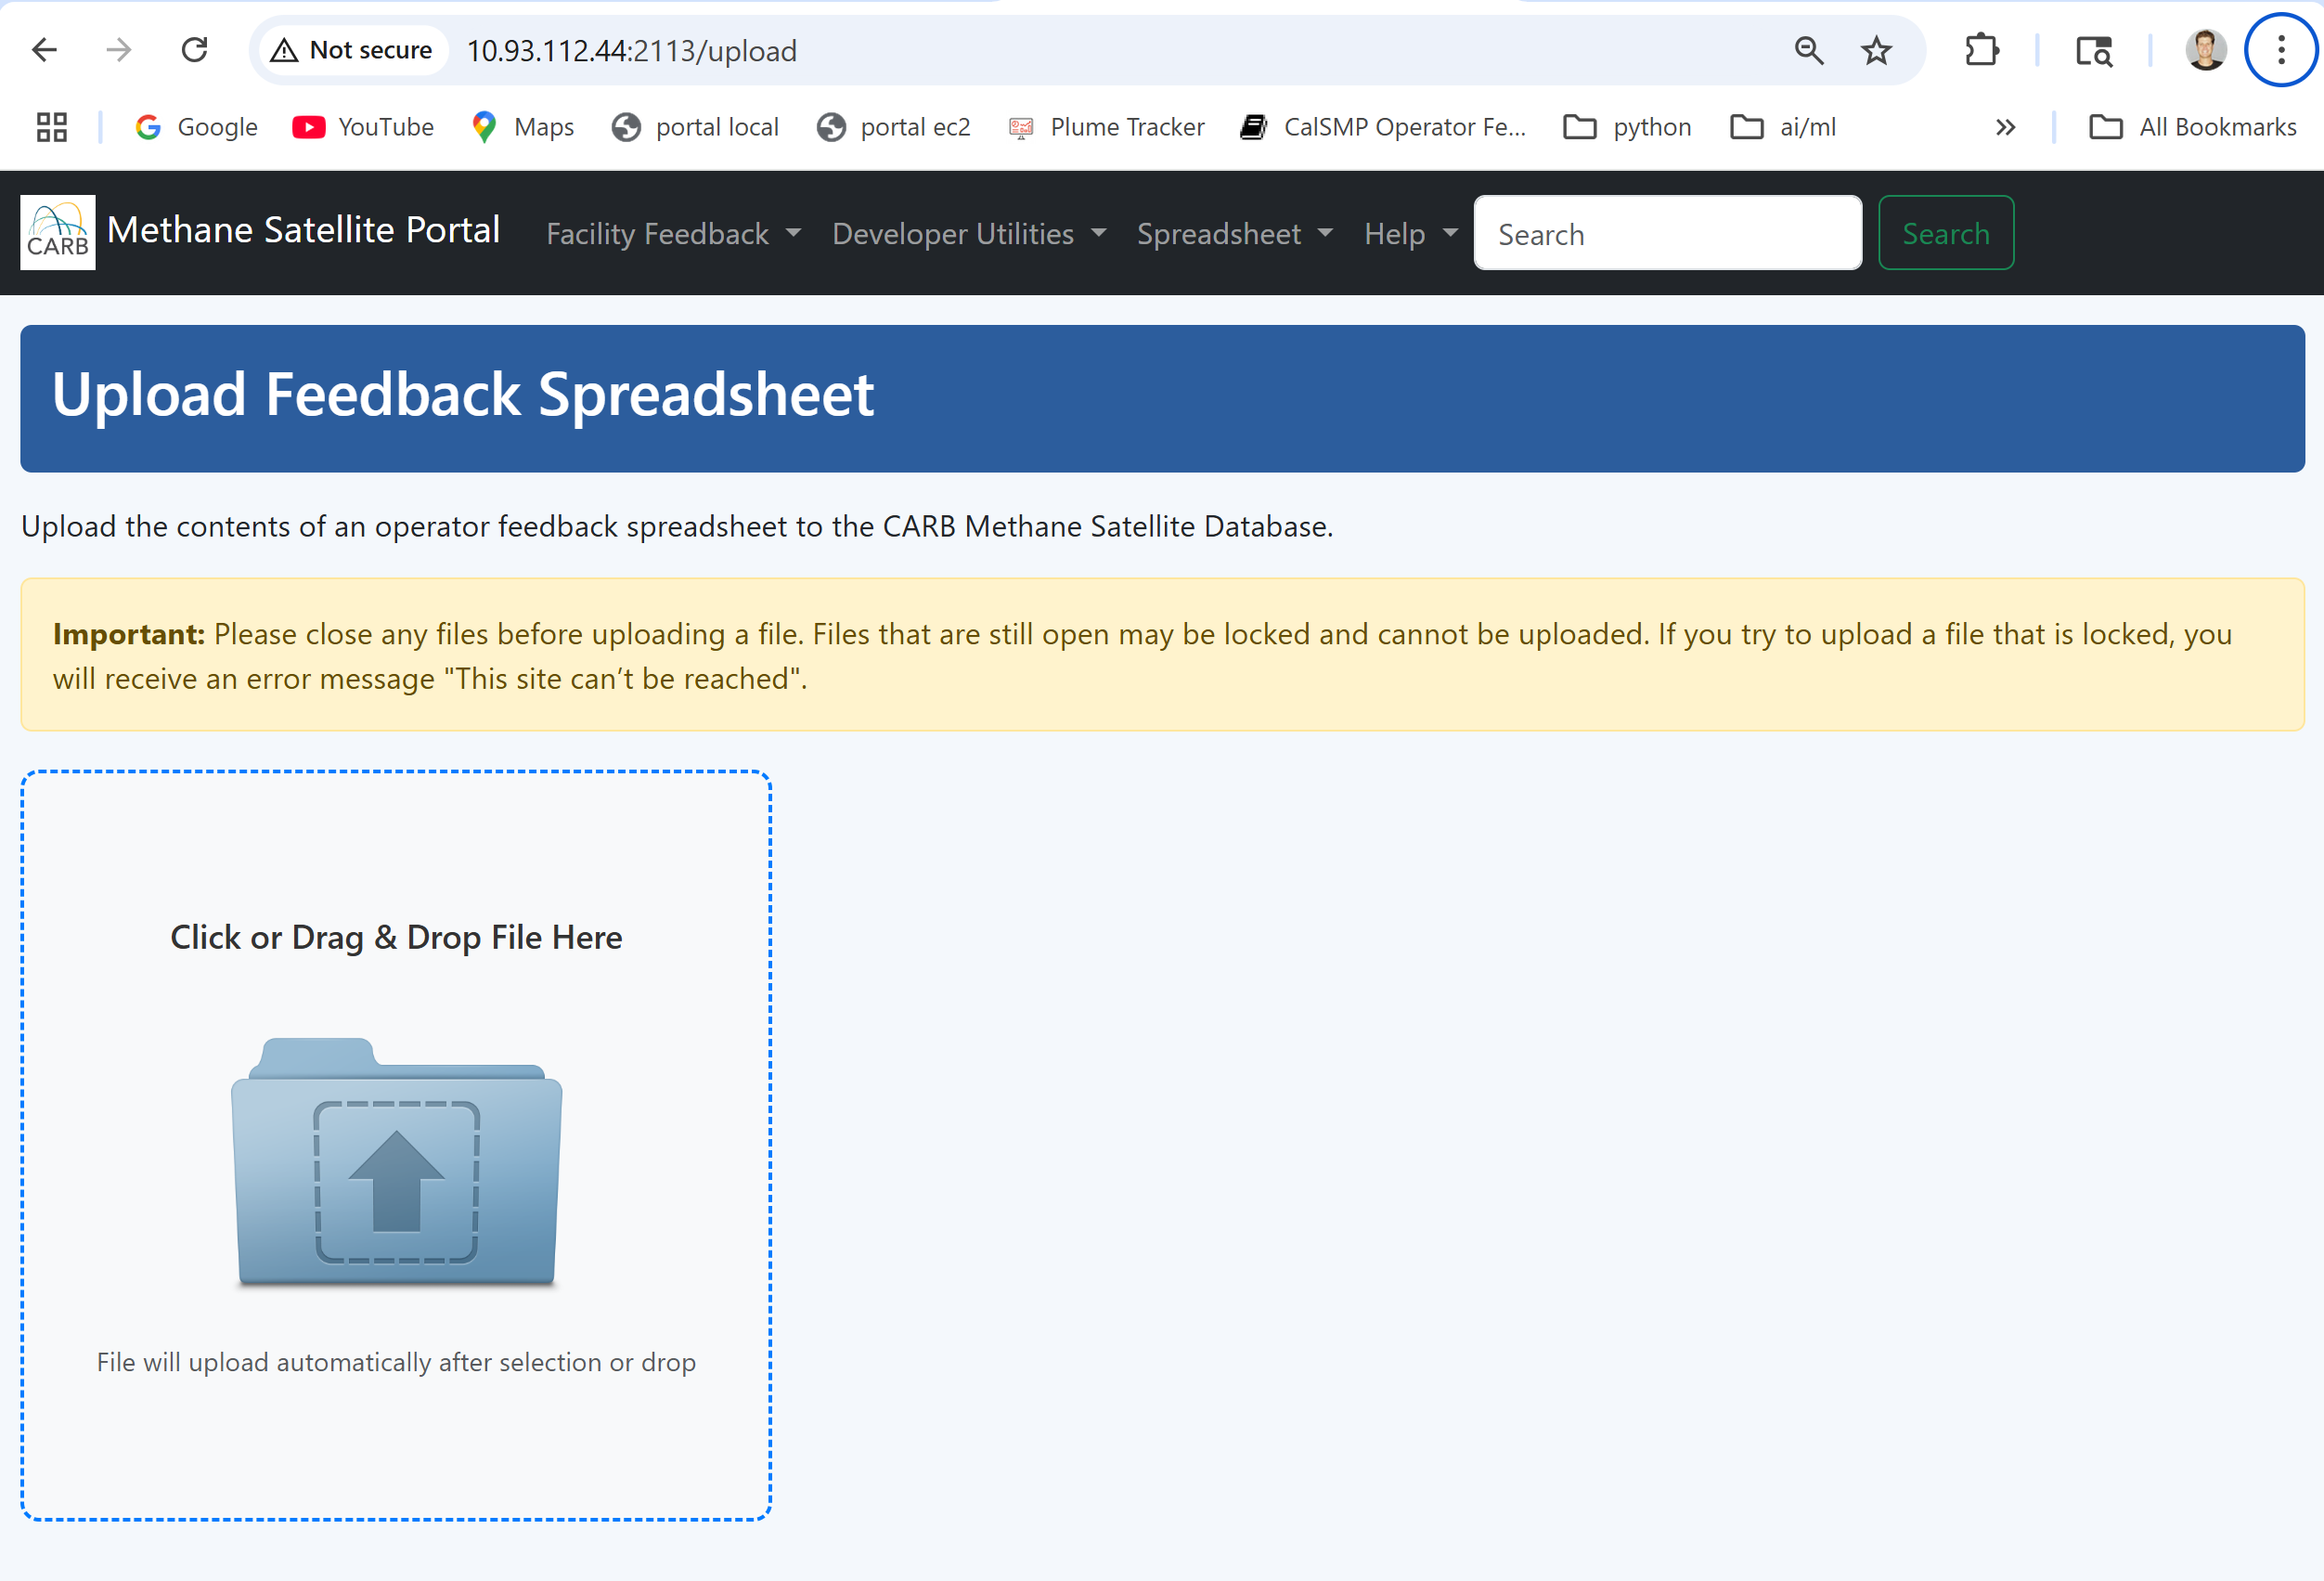 Not secure 10.93.112.44:2113/upload
Google YouTube Maps portal local portal ec2 Plume Tracker CalSMP Operator Fe... python ai/ml » All Bookmarks
CARB Methane Satellite Portal Facility Feedback Developer Utilities Spreadsheet Help Search Search
Upload Feedback Spreadsheet
Upload the contents of an operator feedback spreadsheet to the CARB Methane Satellite Database.
Important: Please close any files before uploading a file. Files that are still open may be locked and cannot be uploaded. If you try to upload a file that is locked, you
will receive an error message "This site can’t be reached".
Click or Drag & Drop File Here
File will upload automatically after selection or drop